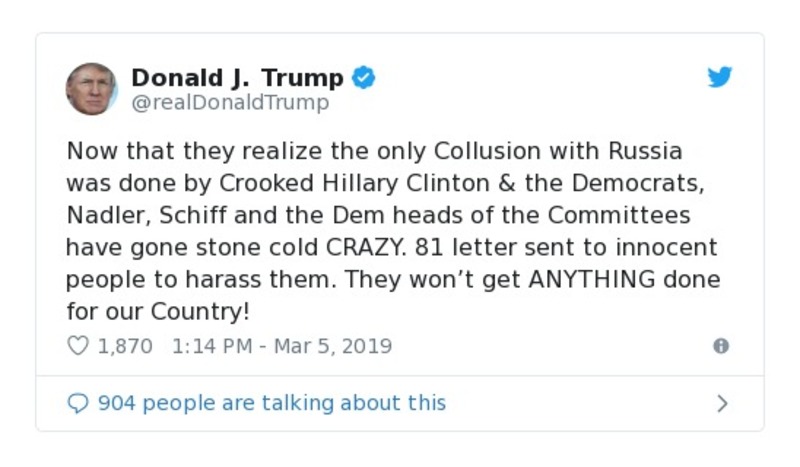 Donald J. Trump
@realDonaldTrump
Now that they realize the only Collusion with Russia
was done by Crooked Hillary Clinton & the Democrats,
Nadler, Schiff and the Dem heads of the Committees
have gone stone cold CRAZY. 81 letter sent to innocent
people to harass them. They won’t get ANYTHING done
for our Country!
1,870 1:14 PM - Mar 5, 2019
904 people are talking about this